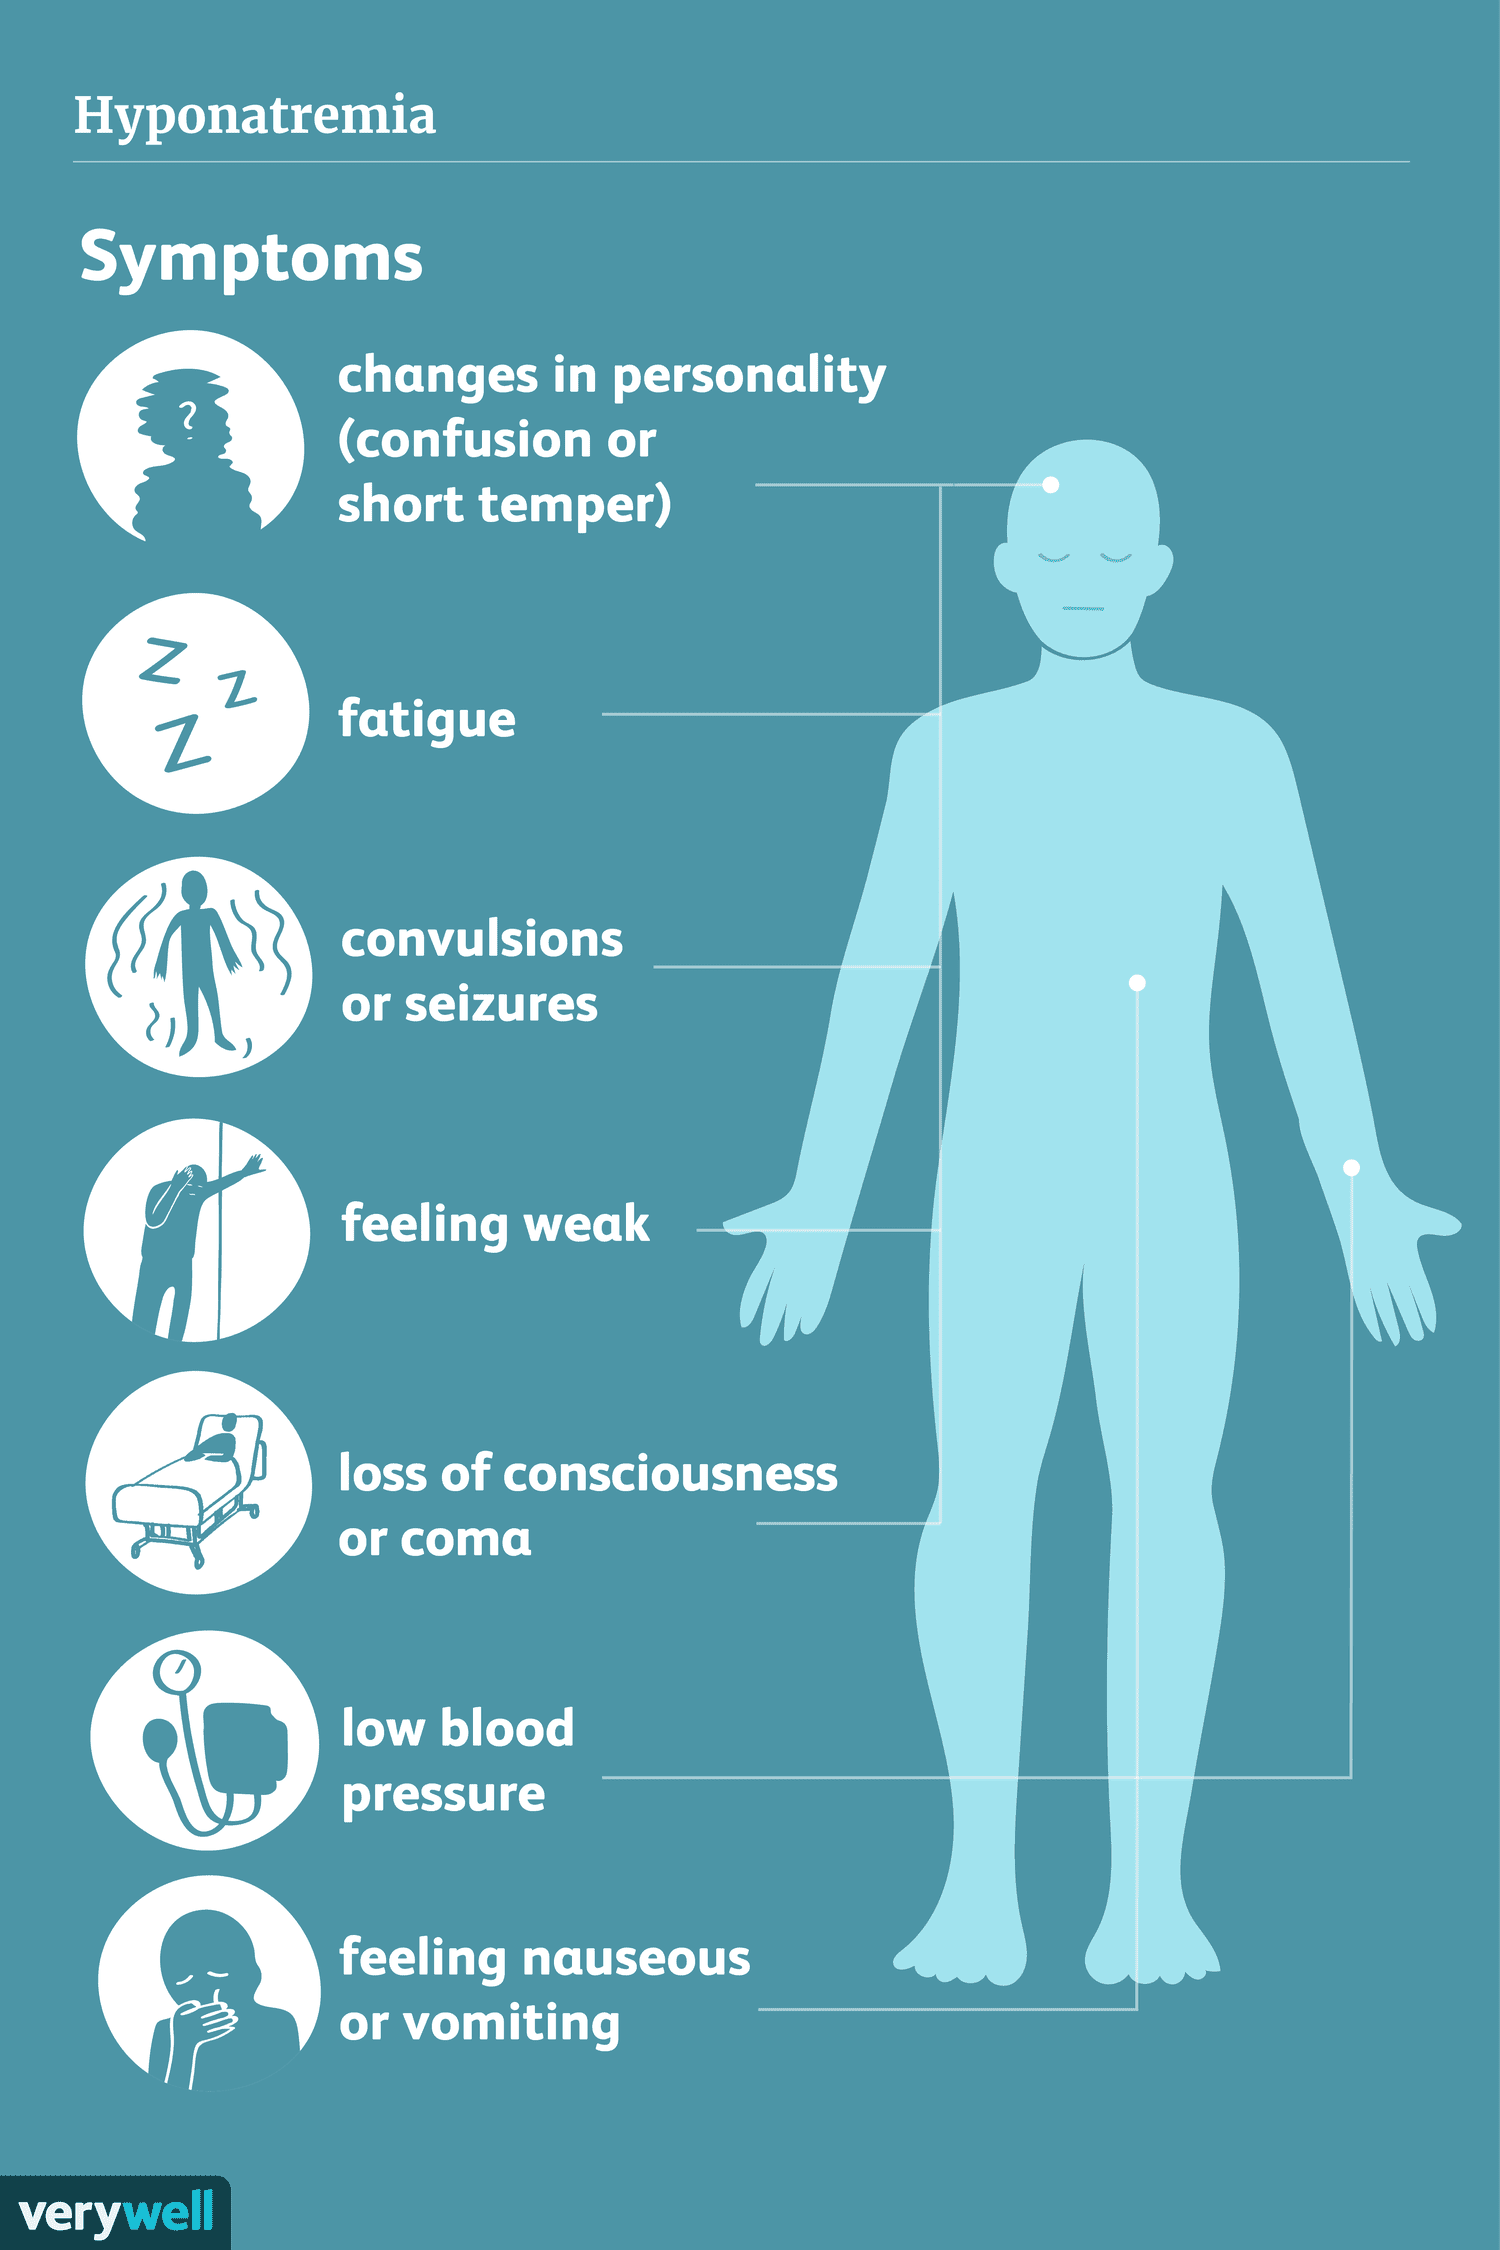 Hyponatremia
Symptoms
changes in personality
(confusion or
short temper)
fatigue
convulsions
or seizures
feeling weak
loss of consciousness
or coma
low blood
pressure
feeling nauseous
or vomiting
verywell